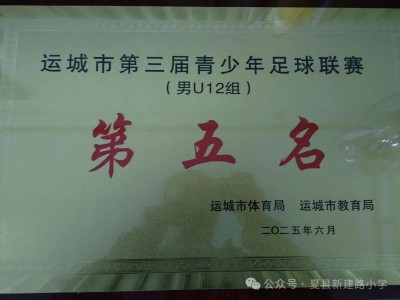 运城市第三届青少年足球联赛
（男U12组）
第五名
运城市体育局 运城市教育局
二〇二五年六月
公众号·夏县新建路小学